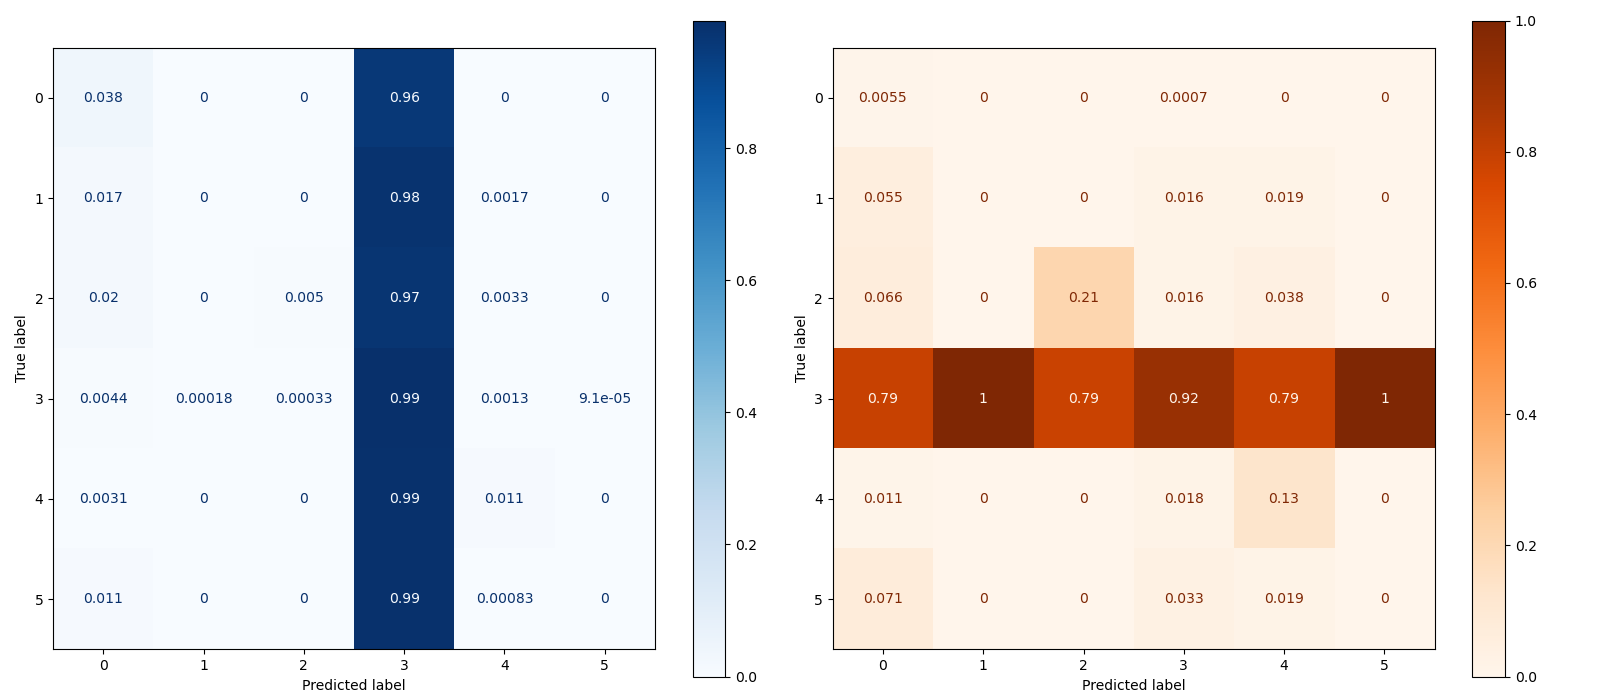 0 0.038 0 0 0.96 0 0
1 0.017 0 0 0.98 0.0017 0
2 0.02 0 0.005 0.97 0.0033 0
3 0.0044 0.00018 0.00033 0.99 0.0013 9.1e-05
4 0.0031 0 0 0.99 0.011 0
5 0.011 0 0 0.99 0.00083 0
0 1 2 3 4 5
True label
Predicted label
0.8
0.6
0.4
0.2
0.0
0 0.0055 0 0 0.0007 0 0
1 0.055 0 0 0.016 0.019 0
2 0.066 0 0.21 0.016 0.038 0
3 0.79 1 0.79 0.92 0.79 1
4 0.011 0 0 0.018 0.13 0
5 0.071 0 0 0.033 0.019 0
0 1 2 3 4 5
True label
Predicted label
1.0
0.8
0.6
0.4
0.2
0.0